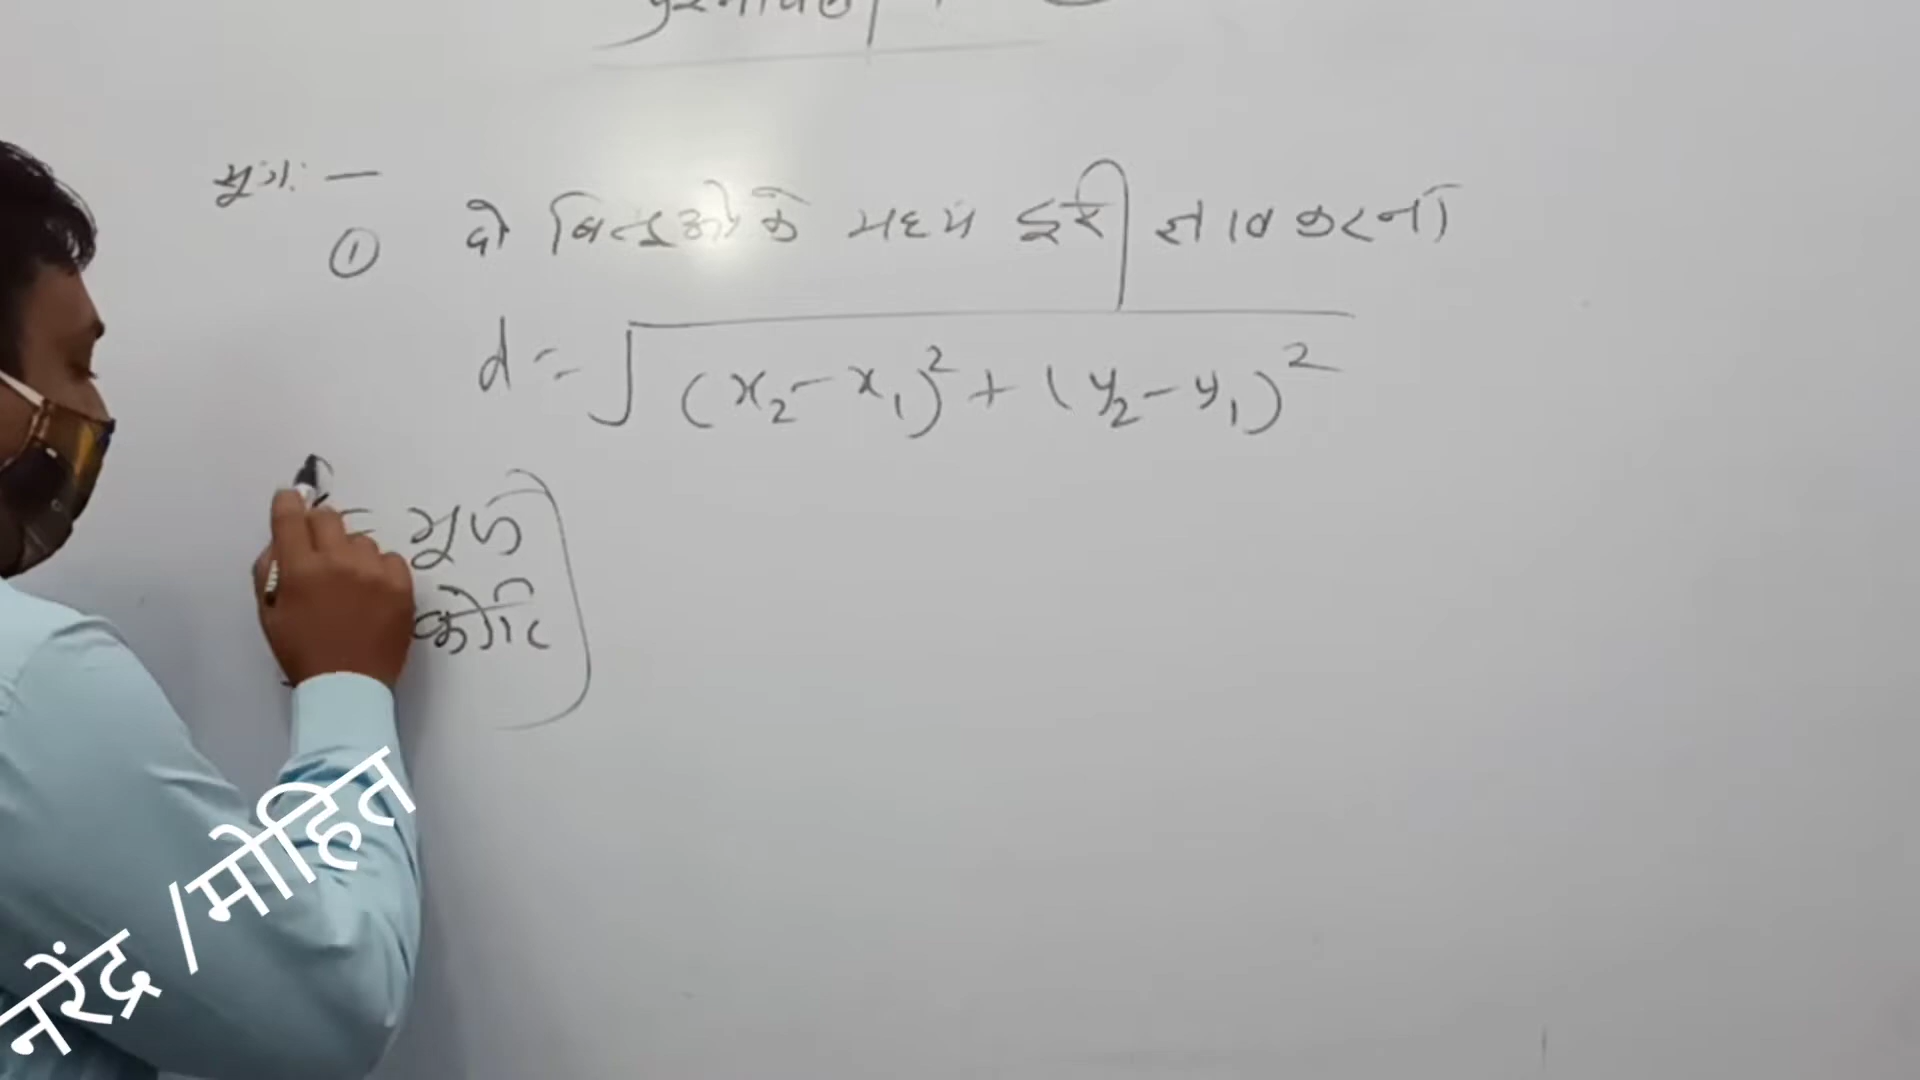 सूत्र:—
① दो बिन्दुओं के मध्य दूरी ज्ञात करना
d = √(x₂ - x₁)² + (y₂ - y₁)²
= भुज
कोटि
नरेंद्र /मोहित